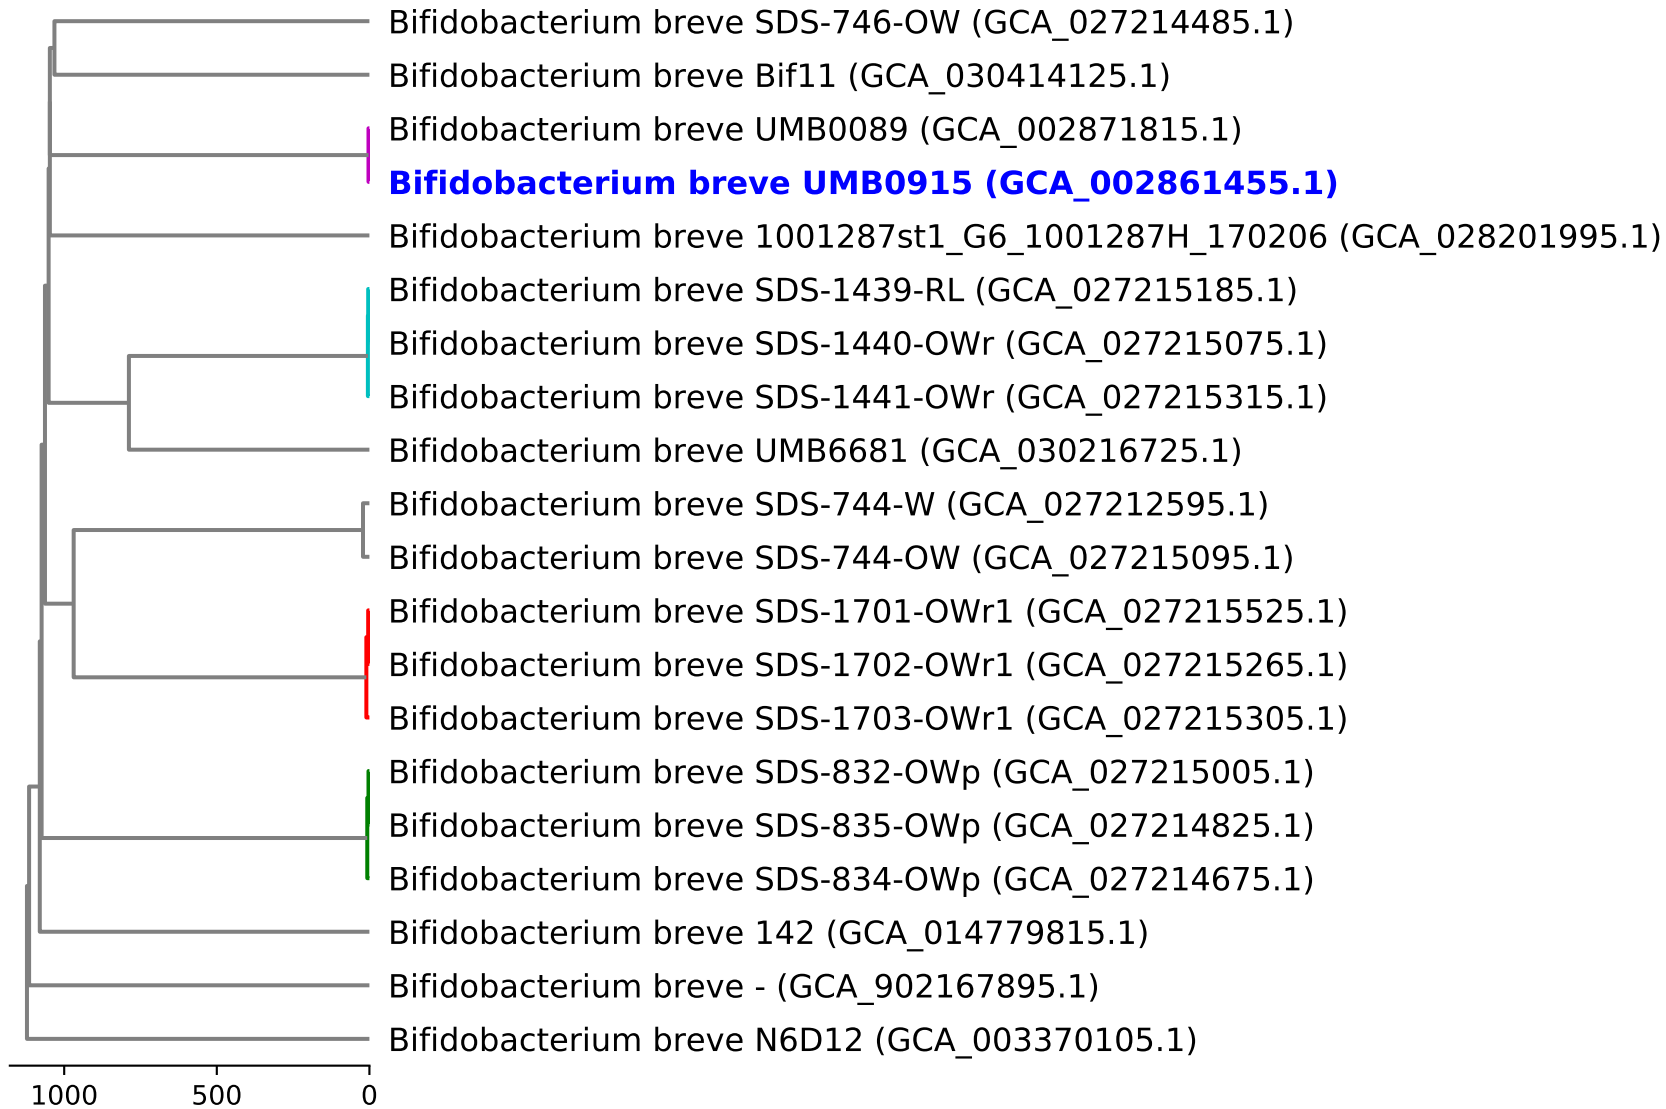 Bifidobacterium breve SDS-746-OW (GCA_027214485.1)
Bifidobacterium breve Bif11 (GCA_030414125.1)
Bifidobacterium breve UMB0089 (GCA_002871815.1)
Bifidobacterium breve UMB0915 (GCA_002861455.1)
Bifidobacterium breve 1001287st1_G6_1001287H_170206 (GCA_028201995.1)
Bifidobacterium breve SDS-1439-RL (GCA_027215185.1)
Bifidobacterium breve SDS-1440-OWr (GCA_027215075.1)
Bifidobacterium breve SDS-1441-OWr (GCA_027215315.1)
Bifidobacterium breve UMB6681 (GCA_030216725.1)
Bifidobacterium breve SDS-744-W (GCA_027212595.1)
Bifidobacterium breve SDS-744-OW (GCA_027215095.1)
Bifidobacterium breve SDS-1701-OWr1 (GCA_027215525.1)
Bifidobacterium breve SDS-1702-OWr1 (GCA_027215265.1)
Bifidobacterium breve SDS-1703-OWr1 (GCA_027215305.1)
Bifidobacterium breve SDS-832-OWp (GCA_027215005.1)
Bifidobacterium breve SDS-835-OWp (GCA_027214825.1)
Bifidobacterium breve SDS-834-OWp (GCA_027214675.1)
Bifidobacterium breve 142 (GCA_014779815.1)
Bifidobacterium breve - (GCA_902167895.1)
Bifidobacterium breve N6D12 (GCA_003370105.1)
1000 500 0